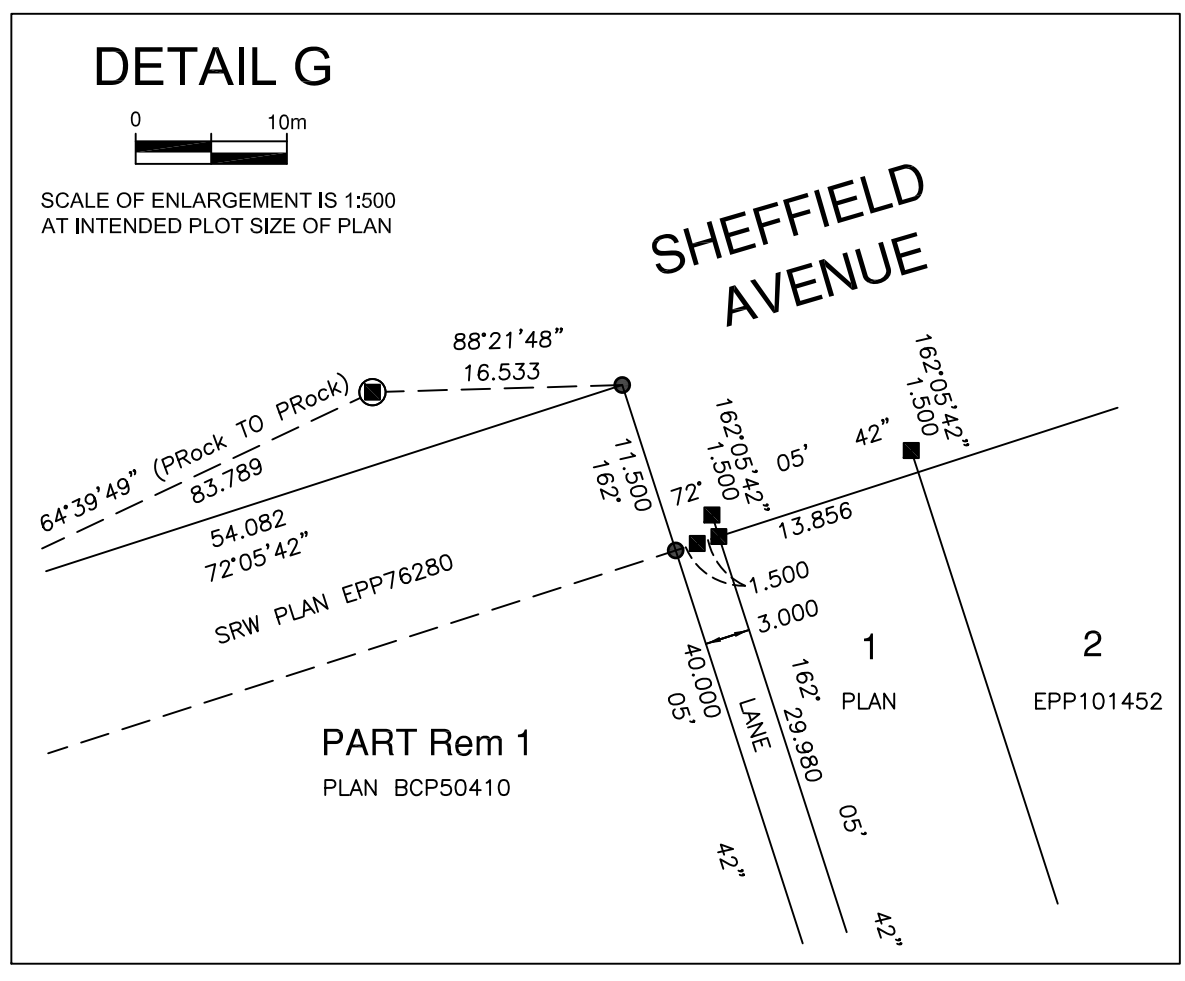 DETAIL G
0 10m
SCALE OF ENLARGEMENT IS 1:500
AT INTENDED PLOT SIZE OF PLAN
SHEFFIELD
AVENUE
88°21'48"
16.533
64°39'49" (PRock TO PRock)
83.789
54.082
72°05'42"
SRW PLAN EPP76280
11.500
162°
162°05'42"
1.500
162°05'42"
1.500
72° 05' 42"
13.856
1.500
3.000
40.000
05'
42"
LANE
162°
29.980
05'
42"
1
PLAN
2
EPP101452
PART Rem 1
PLAN BCP50410